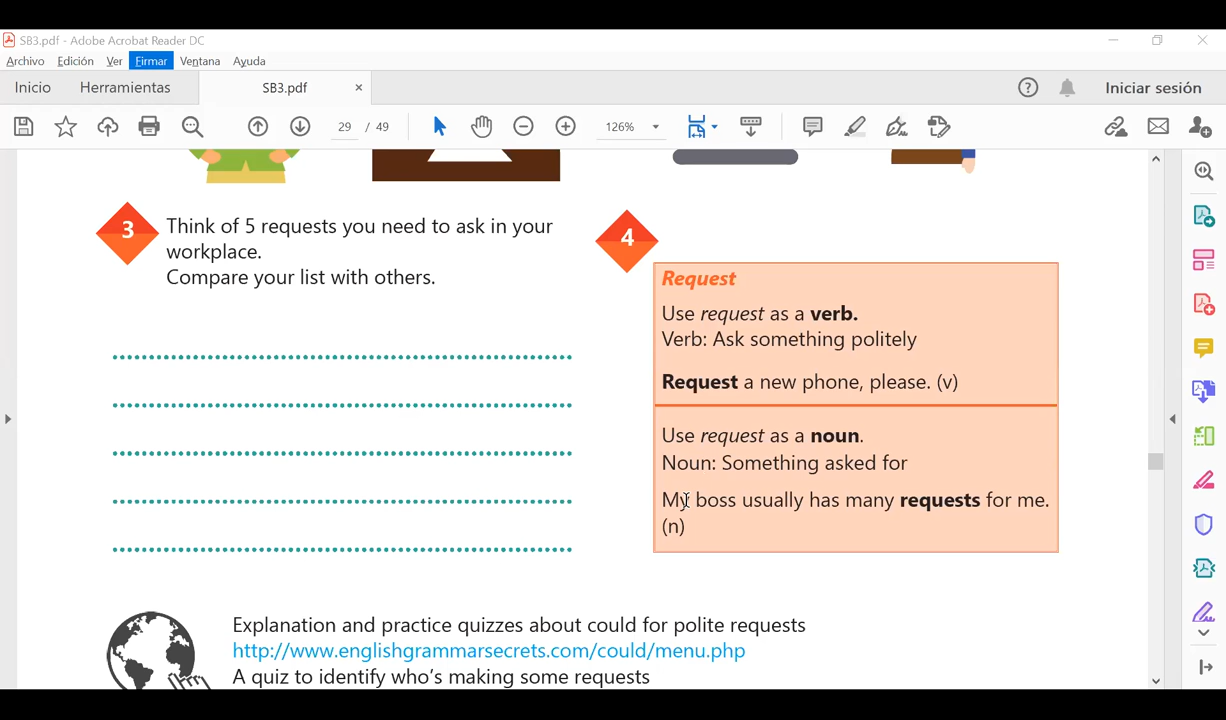 SB3.pdf - Adobe Acrobat Reader DC
Archivo Edición Ver Firmar Ventana Ayuda
Inicio Herramientas SB3.pdf × Iniciar sesión
29 / 49 126%
3 Think of 5 requests you need to ask in your
workplace.
Compare your list with others.
4
Request
Use request as a verb.
Verb: Ask something politely
Request a new phone, please. (v)
Use request as a noun.
Noun: Something asked for
My boss usually has many requests for me.
(n)
Explanation and practice quizzes about could for polite requests
http://www.englishgrammarsecrets.com/could/menu.php
A quiz to identify who's making some requests